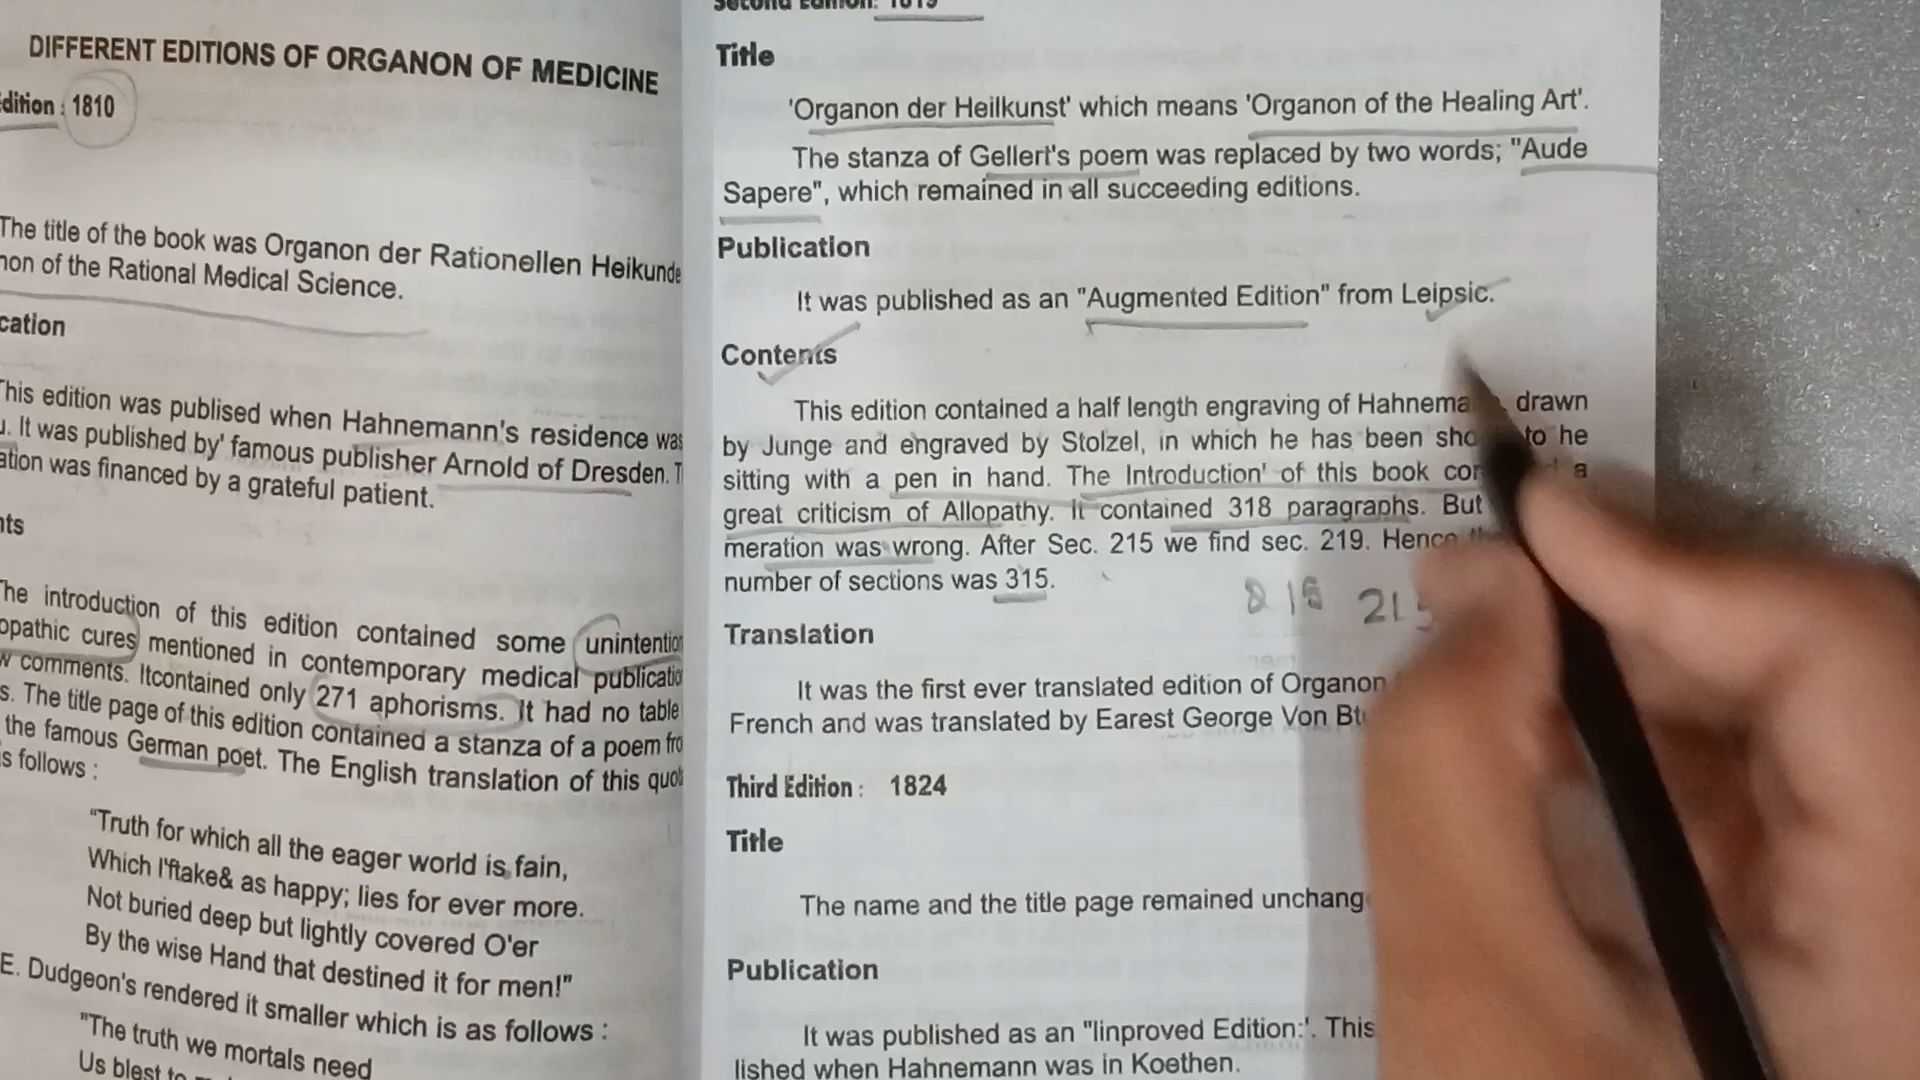 DIFFERENT EDITIONS OF ORGANON OF MEDICINE
dition : 1810
The title of the book was Organon der Rationellen Heikunde
non of the Rational Medical Science.
cation
This edition was publised when Hahnemann's residence was
u. It was published by' famous publisher Arnold of Dresden. T
ation was financed by a grateful patient.
nts
The introduction of this edition contained some unintentio
opathic cures mentioned in contemporary medical publicatio
w comments. Itcontained only 271 aphorisms. It had no table
s. The title page of this edition contained a stanza of a poem fro
the famous German poet. The English translation of this quot
is follows :
"Truth for which all the eager world is fain,
Which I'ftake& as happy; lies for ever more.
Not buried deep but lightly covered O'er
By the wise Hand that destined it for men!"
E. Dudgeon's rendered it smaller which is as follows :
"The truth we mortals need
Us blest to
Second Edition: 1819
Title
'Organon der Heilkunst' which means 'Organon of the Healing Art'.
The stanza of Gellert's poem was replaced by two words; "Aude
Sapere", which remained in all succeeding editions.
Publication
It was published as an "Augmented Edition" from Leipsic.
Contents
This edition contained a half length engraving of Hahnema drawn
by Junge and engraved by Stolzel, in which he has been sho to he
sitting with a pen in hand. The Introduction' of this book con a
great criticism of Allopathy. It contained 318 paragraphs. But
meration was wrong. After Sec. 215 we find sec. 219. Hence th
number of sections was 315.
218 215
Translation
It was the first ever translated edition of Organon
French and was translated by Earest George Von
Third Edition : 1824
Title
The name and the title page remained unchang
Publication
It was published as an "linproved Edition:'. This
lished when Hahnemann was in Koethen.